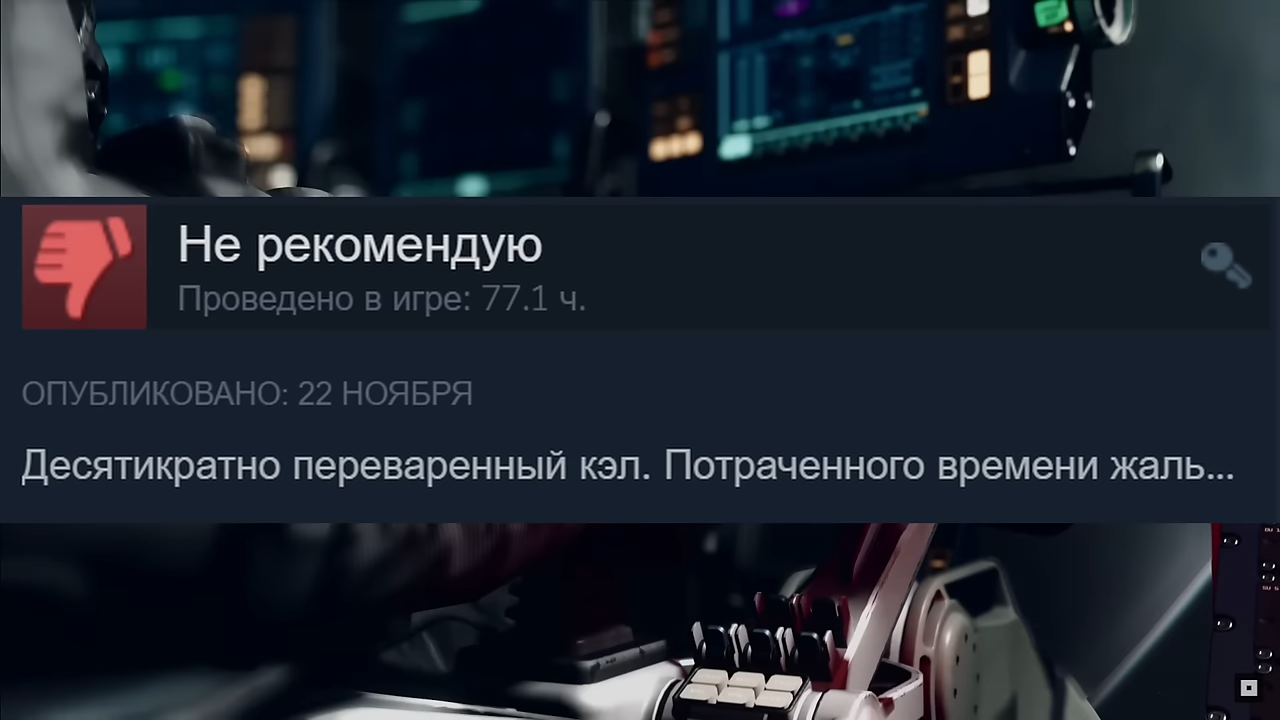 Не рекомендую
Проведено в игре: 77.1 ч.
ОПУБЛИКОВАНО: 22 НОЯБРЯ
Десятикратно переваренный кэл. Потраченного времени жаль...